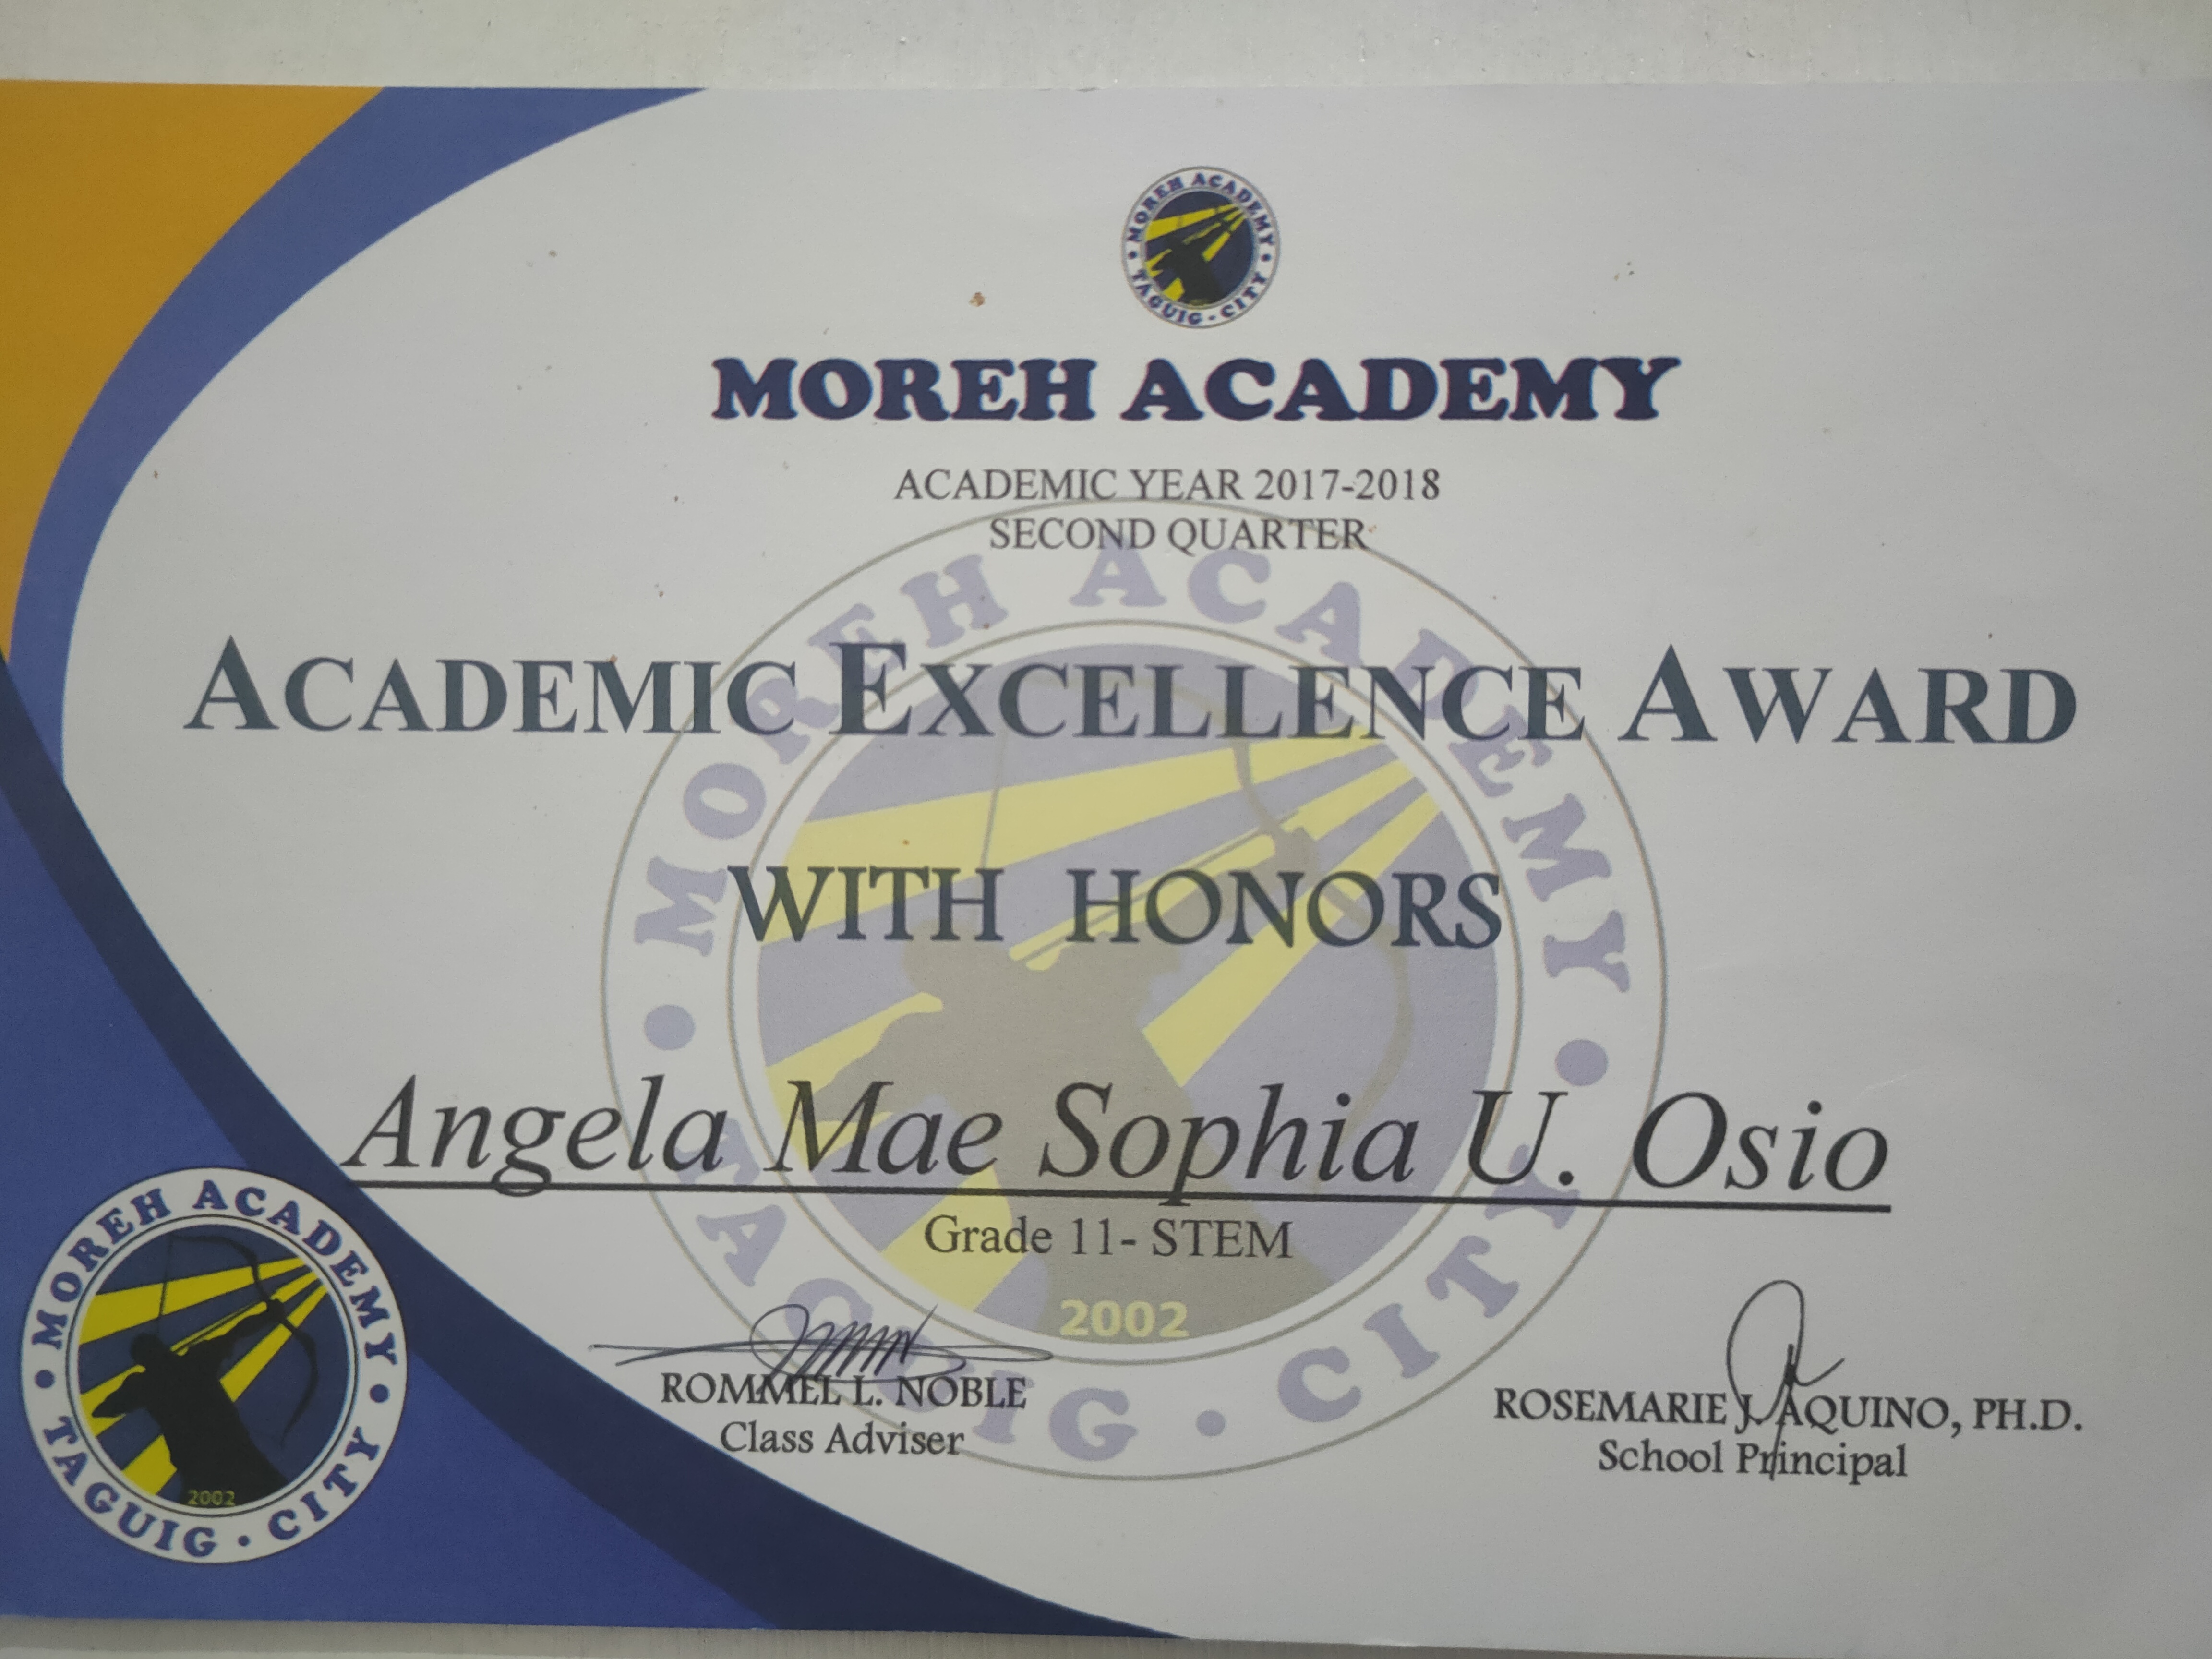 MOREH ACADEMY
TAGUIG · CITY
MOREH ACADEMY
ACADEMIC YEAR 2017-2018
SECOND QUARTER
ACADEMIC EXCELLENCE AWARD
WITH HONORS
Angela Mae Sophia U. Osio
Grade 11- STEM
ROMMEL L. NOBLE
Class Adviser
ROSEMARIE J. AQUINO, PH.D.
School Principal
MOREH ACADEMY
TAGUIG · CITY
2002
MOREH ACADEMY
TAGUIG · CITY
2002